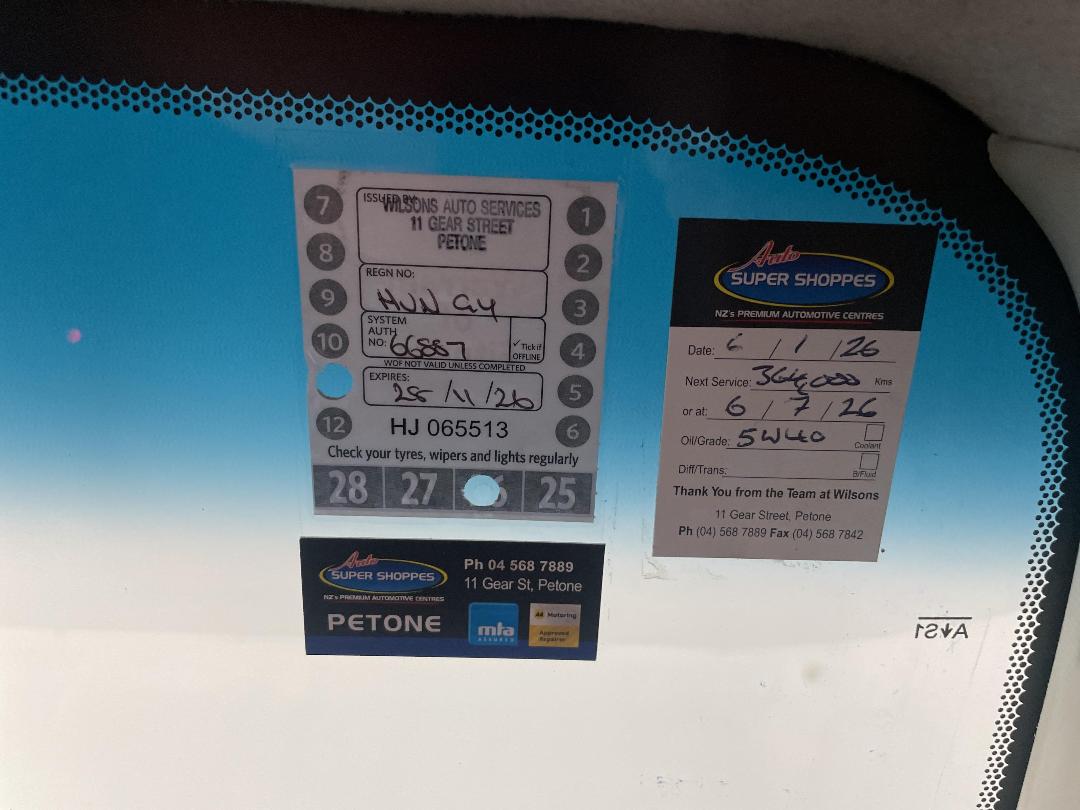 7
8
9
10
12
ISSUED BY:
WILSONS AUTO SERVICES
11 GEAR STREET
PETONE
REGN NO:
SYSTEM
AUTH
NO: 66887
✓ Tick if
OFFLINE
WOF NOT VALID UNLESS COMPLETED
EXPIRES:
28/11/26
HJ 065513
1
2
3
4
5
6
Check your tyres, wipers and lights regularly
28 27 25
Auto
SUPER SHOPPES
NZ's PREMIUM AUTOMOTIVE CENTRES
PETONE
Ph 04 568 7889
11 Gear St, Petone
mta
ASSURED
AA Motoring
Approved
Repairer
Auto
SUPER SHOPPES
NZ's PREMIUM AUTOMOTIVE CENTRES
Date: 6 / 1 / 26
Next Service: 364,000 Kms
or at: 6 / 7 / 26
Oil/Grade: 5W40
Coolant
Diff/Trans:
B/Fluid
Thank You from the Team at Wilsons
11 Gear Street, Petone
Ph (04) 568 7889 Fax (04) 568 7842
AS1